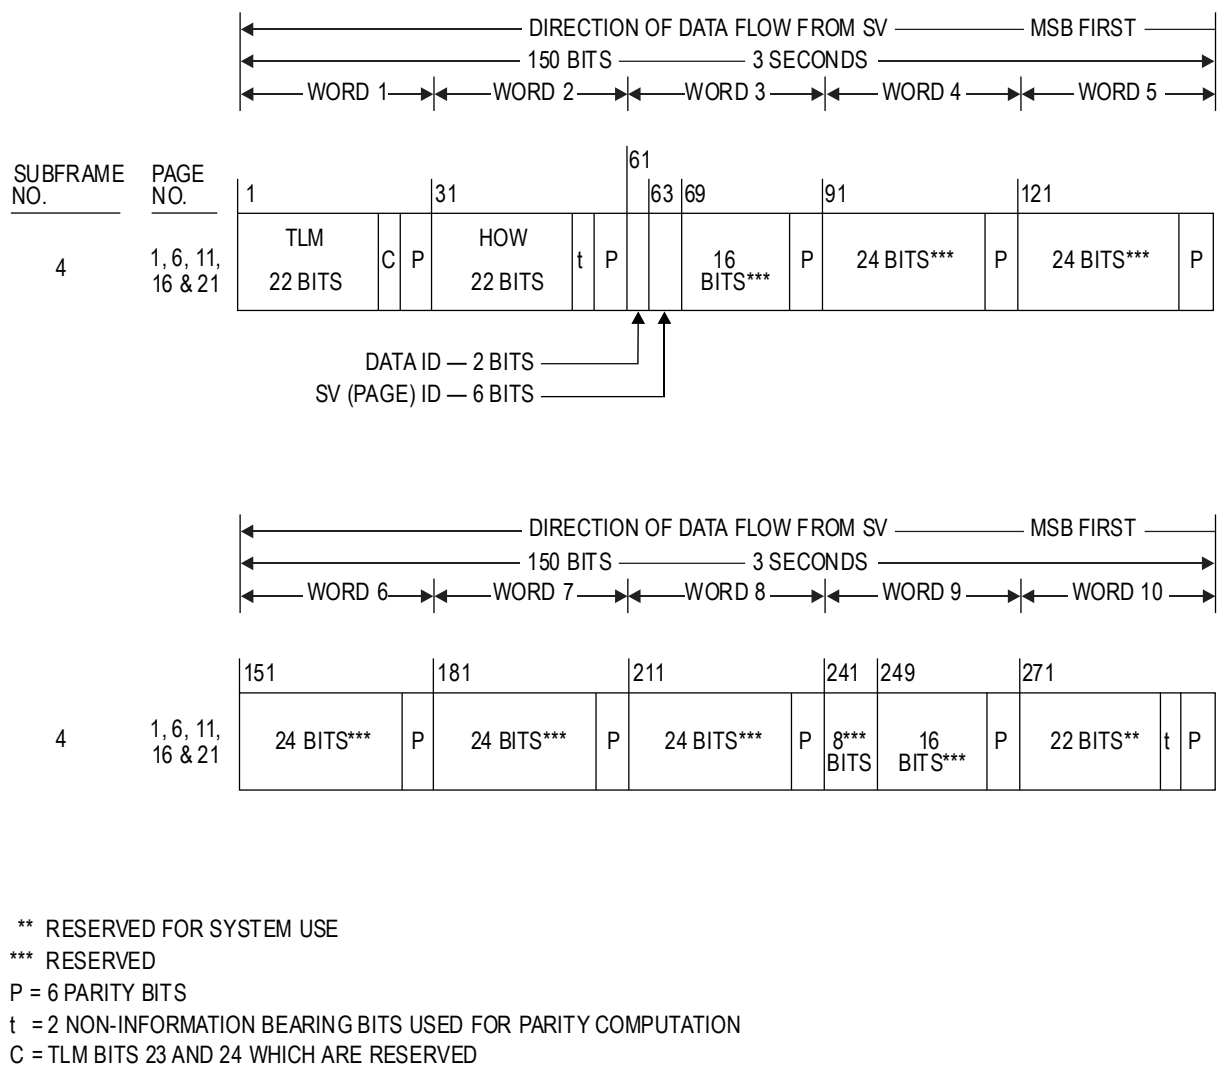 DIRECTION OF DATA FLOW FROM SV MSB FIRST
150 BITS 3 SECONDS
WORD 1 WORD 2 WORD 3 WORD 4 WORD 5
SUBFRAME NO. PAGE NO.
1 31 61 63 69 91 121
4
1, 6, 11, 16 & 21
TLM 22 BITS
C P
HOW 22 BITS
t P
16 BITS***
P
24 BITS***
P
24 BITS***
P
DATA ID — 2 BITS
SV (PAGE) ID — 6 BITS
DIRECTION OF DATA FLOW FROM SV MSB FIRST
150 BITS 3 SECONDS
WORD 6 WORD 7 WORD 8 WORD 9 WORD 10
151 181 211 241 249 271
4
1, 6, 11, 16 & 21
24 BITS***
P
24 BITS***
P
24 BITS***
P
8*** BITS
16 BITS***
P
22 BITS**
t P
** RESERVED FOR SYSTEM USE
*** RESERVED
P = 6 PARITY BITS
t = 2 NON-INFORMATION BEARING BITS USED FOR PARITY COMPUTATION
C = TLM BITS 23 AND 24 WHICH ARE RESERVED